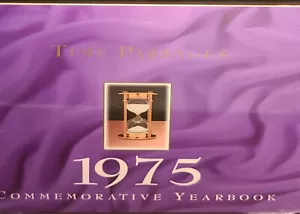 TIME PASSAGES
1975
COMMEMORATIVE YEARBOOK